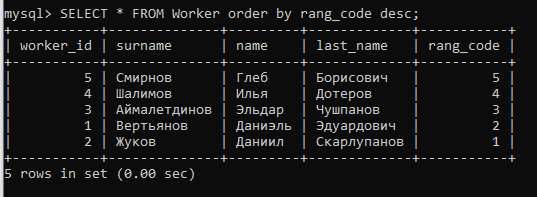 mysql> SELECT * FROM Worker order by rang_code desc;
+-----------+--------------+---------+------------+-----------+
| worker_id | surname      | name    | last_name  | rang_code |
+-----------+--------------+---------+------------+-----------+
|         5 | Смирнов      | Глеб    | Борисович  |         5 |
|         4 | Шалимов      | Илья    | Дотеров    |         4 |
|         3 | Аймалетдинов | Эльдар  | Чушпанов   |         3 |
|         1 | Вертьянов    | Даниэль | Эдуардович |         2 |
|         2 | Жуков        | Даниил  | Скарлупанов |         1 |
+-----------+--------------+---------+------------+-----------+
5 rows in set (0.00 sec)